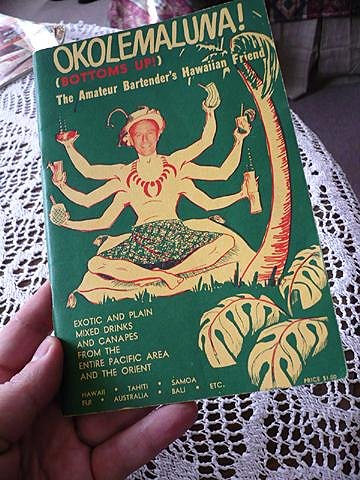 OKOLEMALUNA!
(BOTTOMS UP!)
The Amateur Bartender's Hawaiian Friend
EXOTIC AND PLAIN
MIXED DRINKS
AND CANAPES
FROM THE
ENTIRE PACIFIC AREA
AND THE ORIENT
HAWAII • TAHITI • SAMOA
FIJI • AUSTRALIA • BALI • ETC.
PRICE $1.00